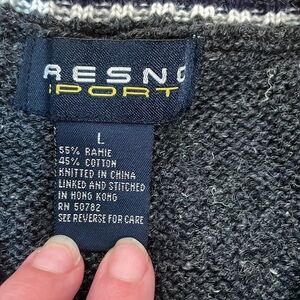 RESNO
SPORT
L
55% RAMIE
45% COTTON
KNITTED IN CHINA
LINKED AND STITCHED
IN HONG KONG
RN 50782
SEE REVERSE FOR CARE